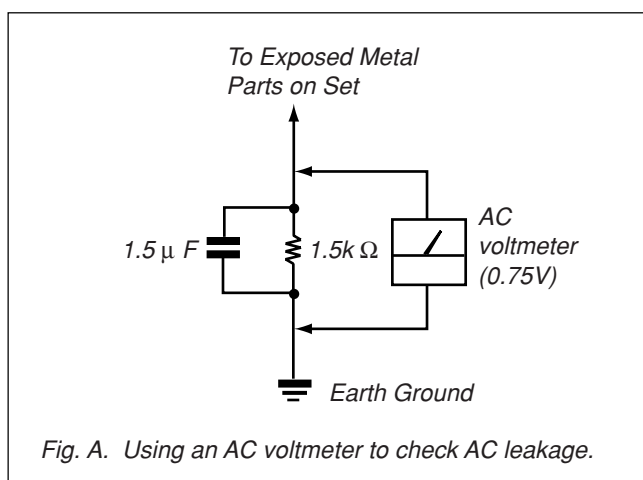 To Exposed Metal
Parts on Set
1.5 μ F
1.5k Ω
AC
voltmeter
(0.75V)
Earth Ground
Fig. A. Using an AC voltmeter to check AC leakage.